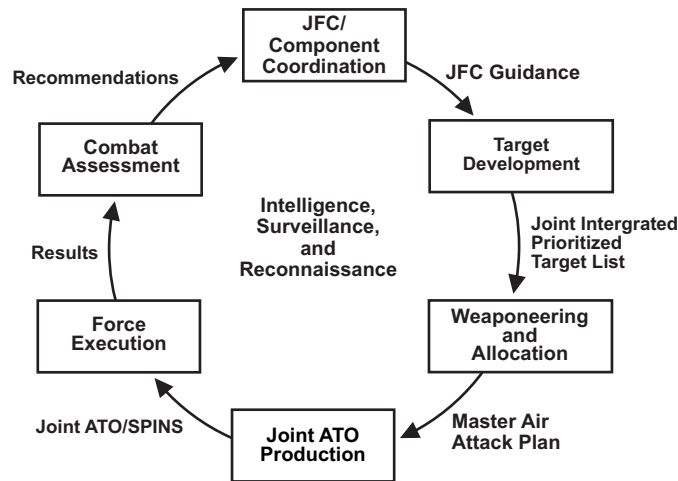 JFC/
Component
Coordination
JFC Guidance
Target
Development
Joint Intergrated
Prioritized
Target List
Weaponeering
and
Allocation
Master Air
Attack Plan
Joint ATO
Production
Joint ATO/SPINS
Force
Execution
Results
Combat
Assessment
Recommendations
Intelligence,
Surveillance,
and
Reconnaissance